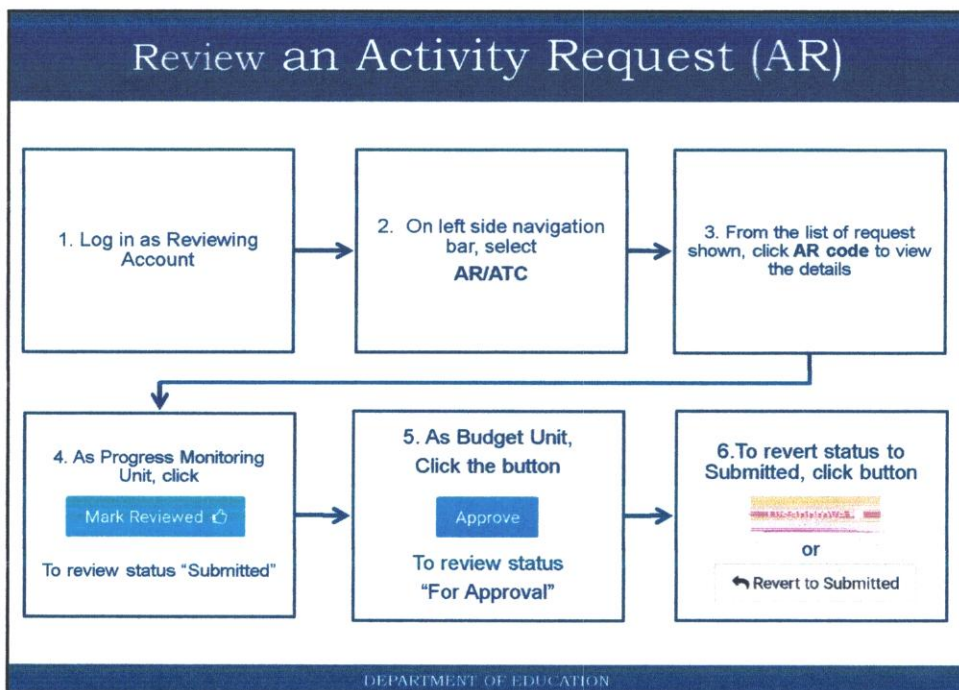 Review an Activity Request (AR)
1. Log in as Reviewing
Account
2. On left side navigation
bar, select
AR/ATC
3. From the list of request
shown, click AR code to view
the details
4. As Progress Monitoring
Unit, click
Mark Reviewed
To review status “Submitted”
5. As Budget Unit,
Click the button
Approve
To review status
“For Approval”
6.To revert status to
Submitted, click button
or
Revert to Submitted
DEPARTMENT OF EDUCATION